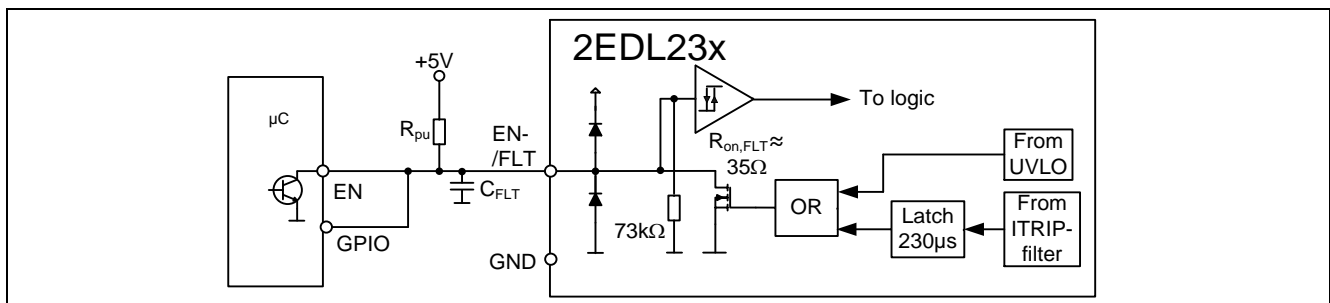 2EDL23x
+5V
µC
To logic
R_pu
EN-
/FLT
R_on,FLT≈
35Ω
From
UVLO
EN
C_FLT
OR
Latch
230µs
From
ITRIP-
filter
GPIO
73kΩ
GND